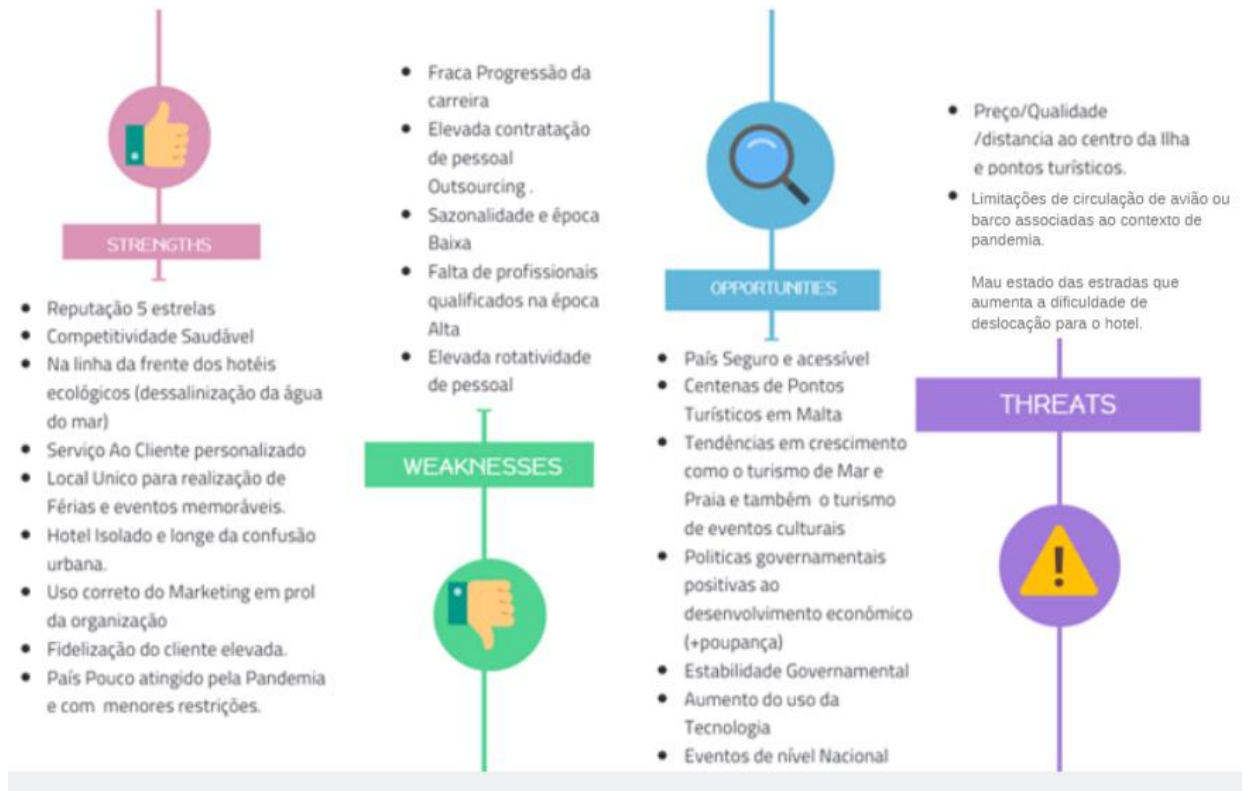 STRENGTHS
Reputação 5 estrelas
Competitividade Saudável
Na linha da frente dos hotéis
ecológicos (dessalinização da água
do mar)
Serviço Ao Cliente personalizado
Local Unico para realização de
Férias e eventos memoráveis.
Hotel Isolado e longe da confusão
urbana.
Uso correto do Marketing em prol
da organização
Fidelização do cliente elevada.
País Pouco atingido pela Pandemia
e com menores restrições.
Fraca Progressão da
carreira
Elevada contratação
de pessoal
Outsourcing .
Sazonalidade e época
Baixa
Falta de profissionais
qualificados na época
Alta
Elevada rotatividade
de pessoal
WEAKNESSES
OPPORTUNITIES
País Seguro e acessível
Centenas de Pontos
Turísticos em Malta
Tendências em crescimento
como o turismo de Mar e
Praia e também o turismo
de eventos culturais
Politicas governamentais
positivas ao
desenvolvimento económico
(+poupança)
Estabilidade Governamental
Aumento do uso da
Tecnologia
Eventos de nível Nacional
Preço/Qualidade
/distancia ao centro da Ilha
e pontos turísticos.
Limitações de circulação de avião ou
barco associadas ao contexto de
pandemia.
Mau estado das estradas que
aumenta a dificuldade de
deslocação para o hotel.
THREATS